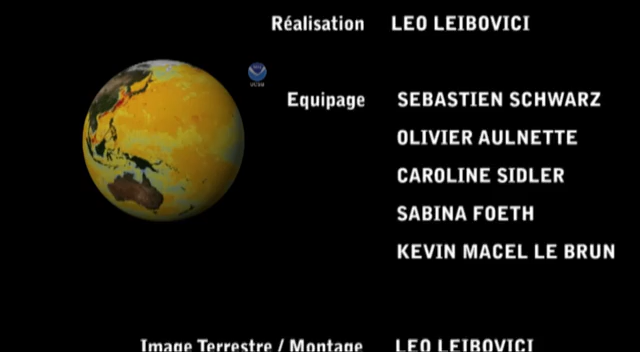 Réalisation LEO LEIBOVICI
Equipage SEBASTIEN SCHWARZ
OLIVIER AULNETTE
CAROLINE SIDLER
SABINA FOETH
KEVIN MACEL LE BRUN
Image Terrestre / Montage LEO LEIBOVICI